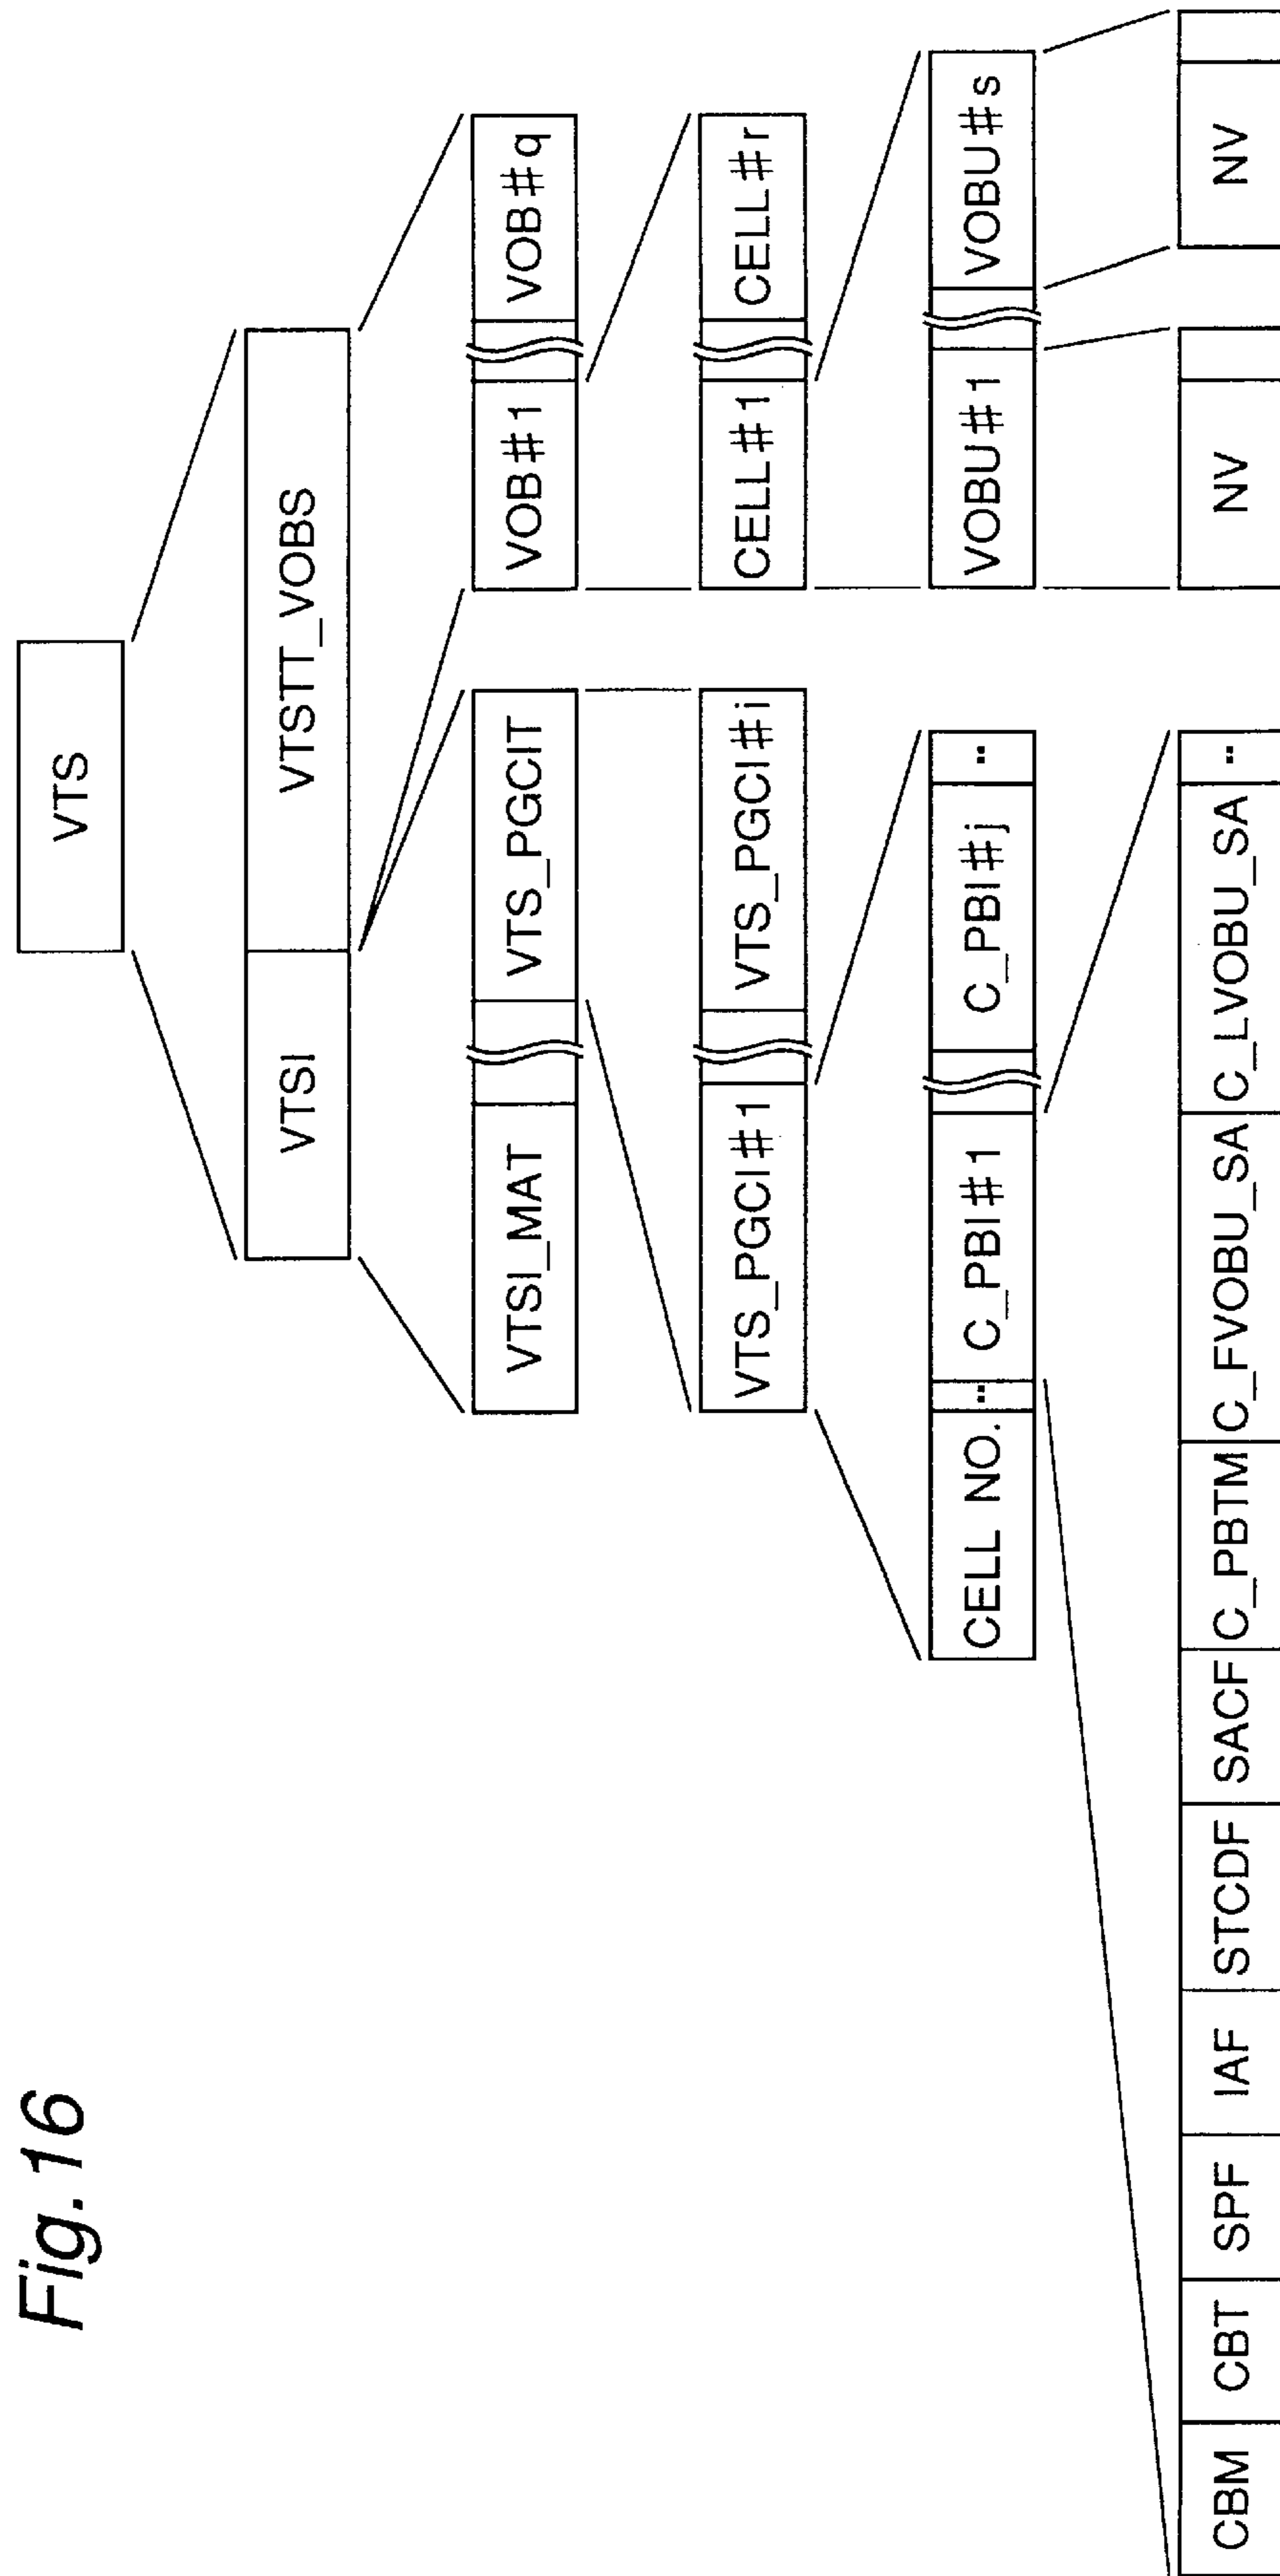 Fig.16
VTS
VTSI VTSTT_VOBS
VTSI_MAT VTS_PGCIT VOB#1 VOB#q
VTS_PGCI#1 VTS_PGCI#i CELL#1 CELL#r
CELL NO. .. C_PBI#1 C_PBI#j .. VOBU#1 VOBU#s
CBM CBT SPF IAF STCDF SACF C_PBTM C_FVOBU_SA C_LVOBU_SA .. NV NV